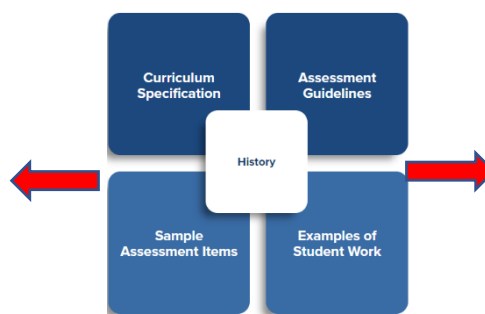 Curriculum
Specification
Assessment
Guidelines
History
Sample
Assessment Items
Examples of
Student Work